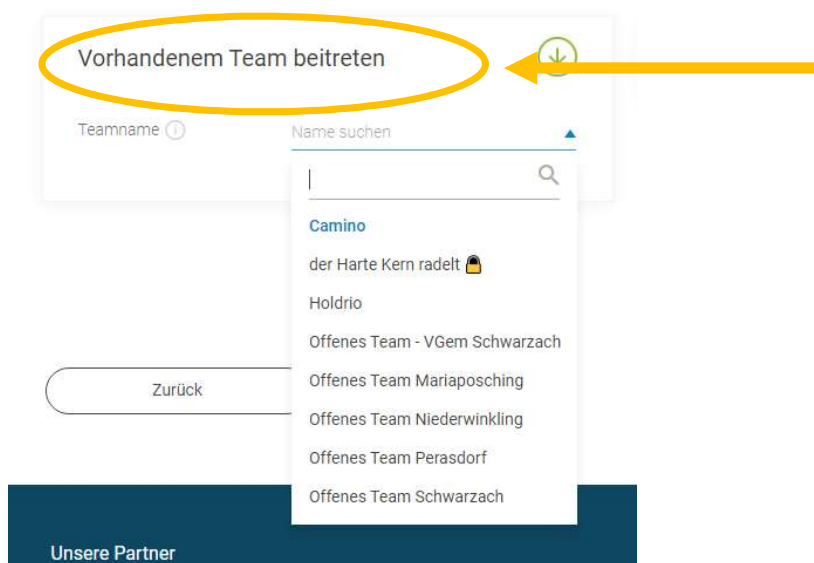 Vorhandenem Team beitreten
Teamname
Name suchen
Camino
der Harte Kern radelt
Holdrio
Offenes Team - VGem Schwarzach
Offenes Team Mariaposching
Offenes Team Niederwinkling
Offenes Team Perasdorf
Offenes Team Schwarzach
Zurück
Unsere Partner